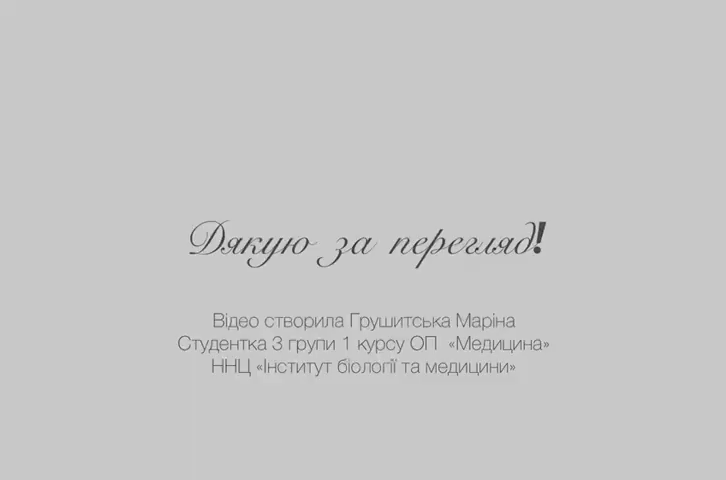 Дякую за перегляд!
Відео створила Грушитська Маріна
Студентка 3 групи 1 курсу ОП «Медицина»
ННЦ «Інститут біології та медицини»